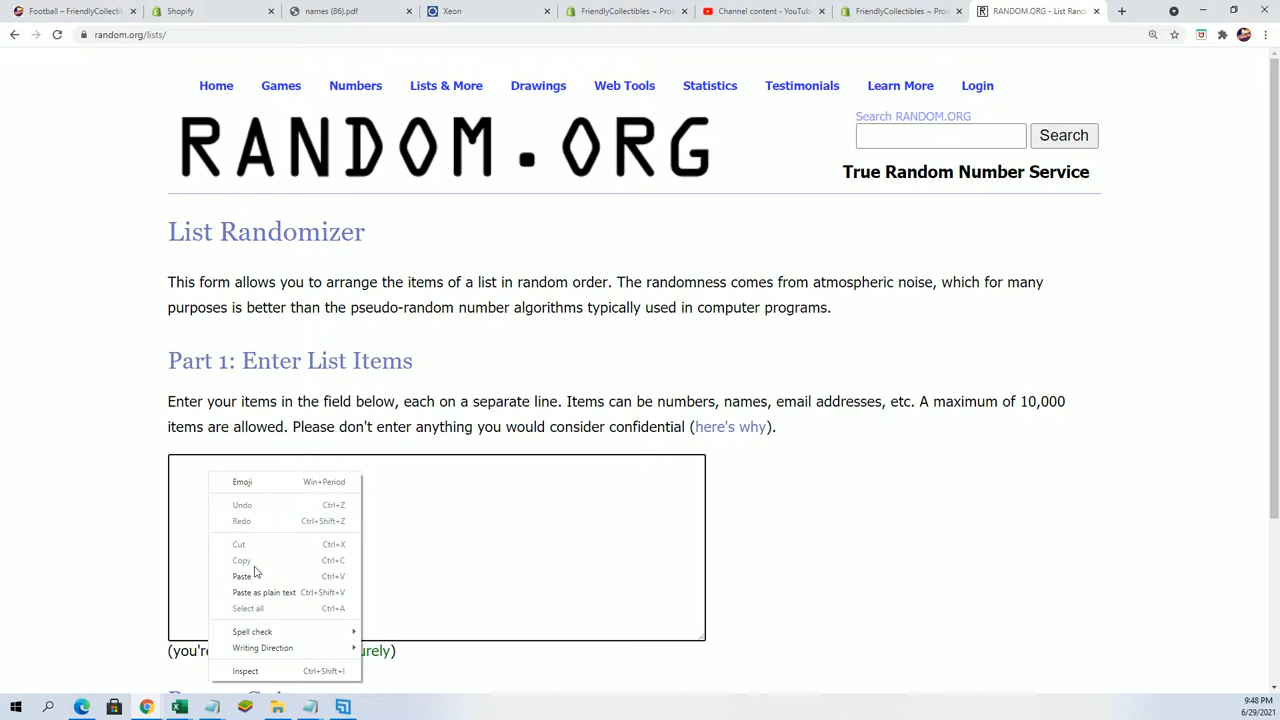 Football – FriendlyCollectibl
Shopify
names (86).pdf
Xeon
FriendlyCollectibles ~ Pro
Channel content - YouTube
FriendlyCollectibles ~ Pro
RANDOM.ORG - List Ran
random.org/lists/
Home Games Numbers Lists & More Drawings Web Tools Statistics Testimonials Learn More Login
RANDOM.ORG
Search RANDOM.ORG
Search
True Random Number Service
List Randomizer
This form allows you to arrange the items of a list in random order. The randomness comes from atmospheric noise, which for many
purposes is better than the pseudo-random number algorithms typically used in computer programs.
Part 1: Enter List Items
Enter your items in the field below, each on a separate line. Items can be numbers, names, email addresses, etc. A maximum of 10,000
items are allowed. Please don't enter anything you would consider confidential (here's why).
Emoji Win+Period
Undo Ctrl+Z
Redo Ctrl+Shift+Z
Cut Ctrl+X
Copy Ctrl+C
Paste Ctrl+V
Paste as plain text Ctrl+Shift+V
Select all Ctrl+A
Spell check
Writing Direction
Inspect Ctrl+Shift+I
(you'r urely)
9:48 PM
6/29/2021